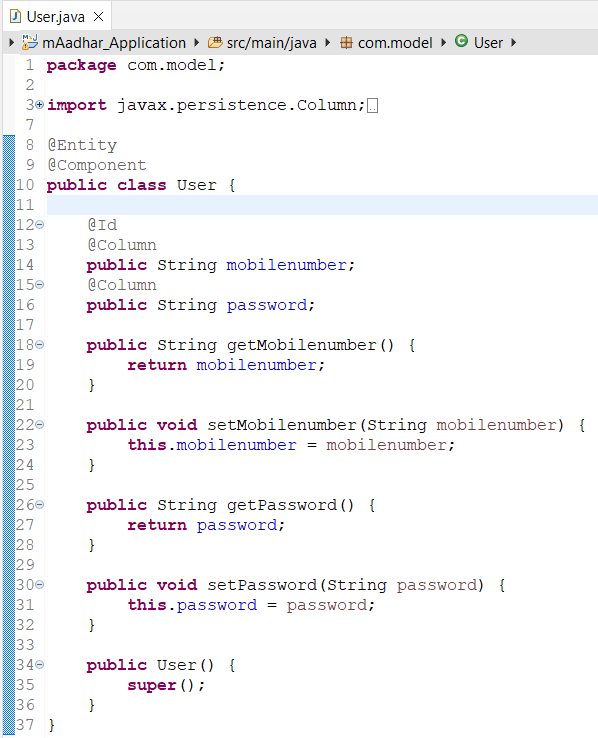 User.java
mAadhar_Application src/main/java com.model User
1 package com.model;
2
3 import javax.persistence.Column;
7
8 @Entity
9 @Component
10 public class User {
11
12 @Id
13 @Column
14 public String mobilenumber;
15 @Column
16 public String password;
17
18 public String getMobilenumber() {
19 return mobilenumber;
20 }
21
22 public void setMobilenumber(String mobilenumber) {
23 this.mobilenumber = mobilenumber;
24 }
25
26 public String getPassword() {
27 return password;
28 }
29
30 public void setPassword(String password) {
31 this.password = password;
32 }
33
34 public User() {
35 super();
36 }
37 }